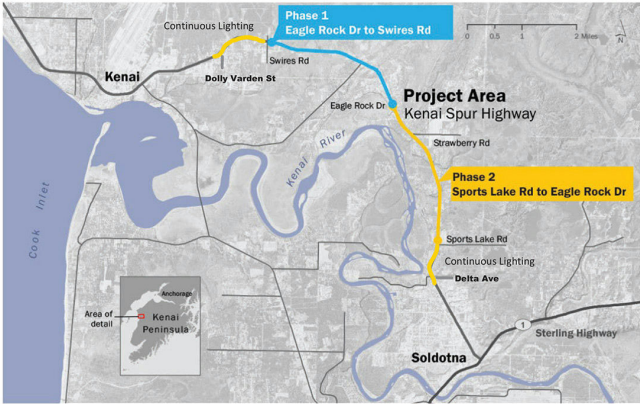 Phase 1
Eagle Rock Dr to Swires Rd
Continuous Lighting
0 0.5 1 2 Miles
N
Swires Rd
Kenai
Dolly Varden St
Eagle Rock Dr
Project Area
Kenai Spur Highway
Strawberry Rd
Kenai River
Phase 2
Sports Lake Rd to Eagle Rock Dr
Cook Inlet
Sports Lake Rd
Continuous Lighting
Delta Ave
Anchorage
Area of
detail
Kenai
Peninsula
1
Sterling Highway
Soldotna